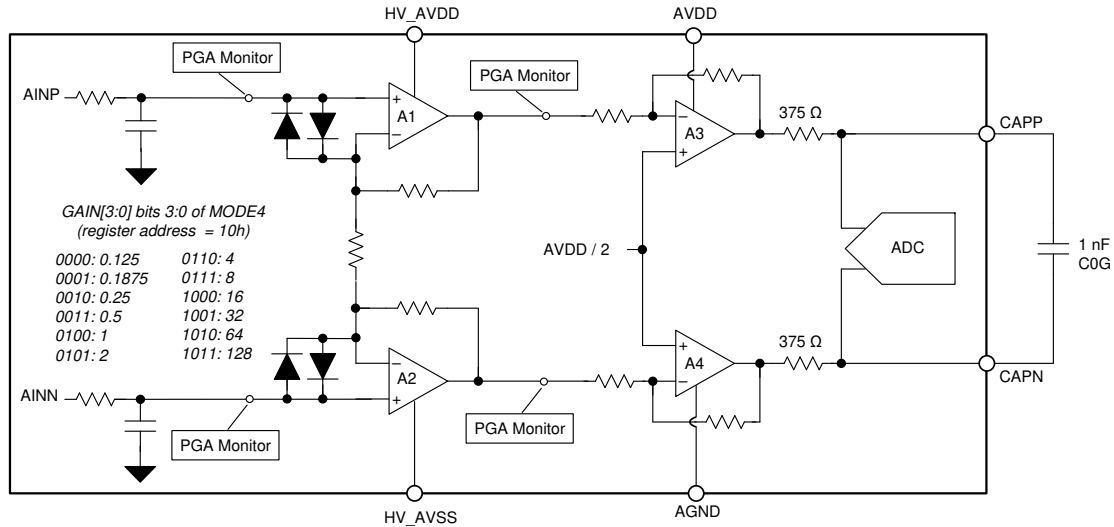 HV_AVDD
AVDD
PGA Monitor
PGA Monitor
AINP
+
A1
−
−
A3
+
375 Ω
CAPP
GAIN[3:0] bits 3:0 of MODE4
(register address = 10h)
0000: 0.125
0001: 0.1875
0010: 0.25
0011: 0.5
0100: 1
0101: 2
0110: 4
0111: 8
1000: 16
1001: 32
1010: 64
1011: 128
AVDD / 2
ADC
1 nF
C0G
−
A2
+
+
A4
−
375 Ω
CAPN
AINN
PGA Monitor
PGA Monitor
HV_AVSS
AGND